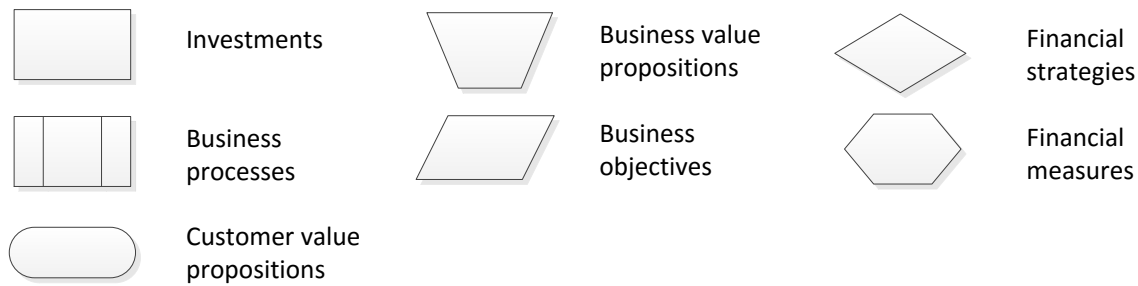 Investments
Business value
propositions
Financial
strategies
Business
processes
Business
objectives
Financial
measures
Customer value
propositions